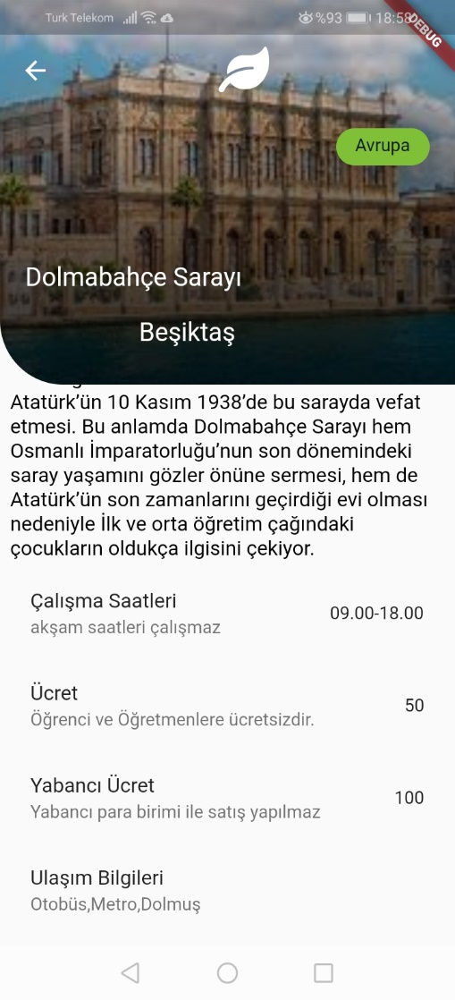 Turk Telekom %93 18:58
DEBUG
Avrupa
Dolmabahçe Sarayı
Beşiktaş
Atatürk’ün 10 Kasım 1938’de bu sarayda vefat
etmesi. Bu anlamda Dolmabahçe Sarayı hem
Osmanlı İmparatorluğu’nun son dönemindeki
saray yaşamını gözler önüne sermesi, hem de
Atatürk’ün son zamanlarını geçirdiği evi olması
nedeniyle İlk ve orta öğretim çağındaki
çocukların oldukça ilgisini çekiyor.
Çalışma Saatleri
akşam saatleri çalışmaz
09.00-18.00
Ücret
Öğrenci ve Öğretmenlere ücretsizdir.
50
Yabancı Ücret
Yabancı para birimi ile satış yapılmaz
100
Ulaşım Bilgileri
Otobüs,Metro,Dolmuş